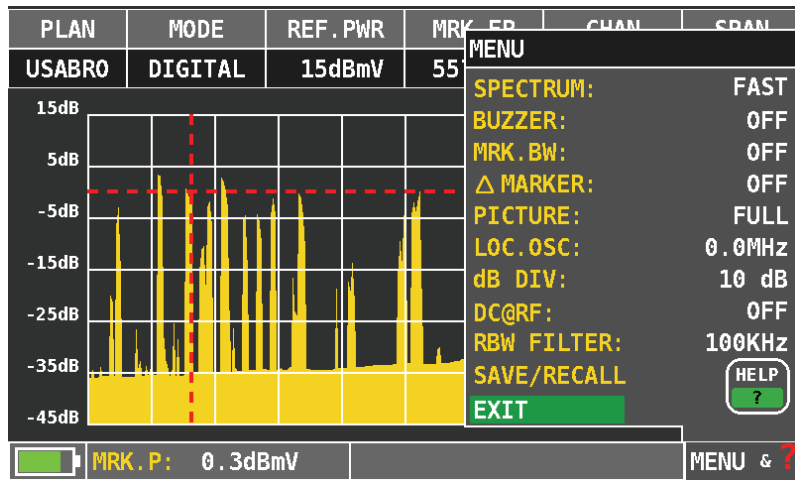 PLAN MODE REF.PWR
MENU
USABRO DIGITAL 15dBmV 557
SPECTRUM: FAST
BUZZER: OFF
MRK.BW: OFF
△ MARKER: OFF
PICTURE: FULL
LOC.OSC: 0.0MHz
dB DIV: 10 dB
DC@RF: OFF
RBW FILTER: 100KHz
SAVE/RECALL
HELP
?
EXIT
15dB
5dB
-5dB
-15dB
-25dB
-35dB
-45dB
MRK.P: 0.3dBmV
MENU & ?